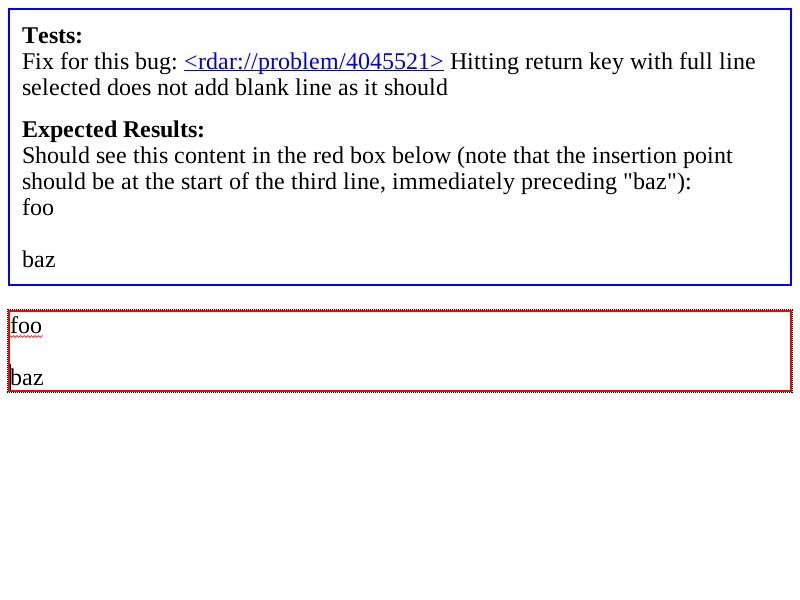 Tests:
Fix for this bug: <rdar://problem/4045521> Hitting return key with full line
selected does not add blank line as it should
Expected Results:
Should see this content in the red box below (note that the insertion point
should be at the start of the third line, immediately preceding "baz"):
foo
baz
foo
baz